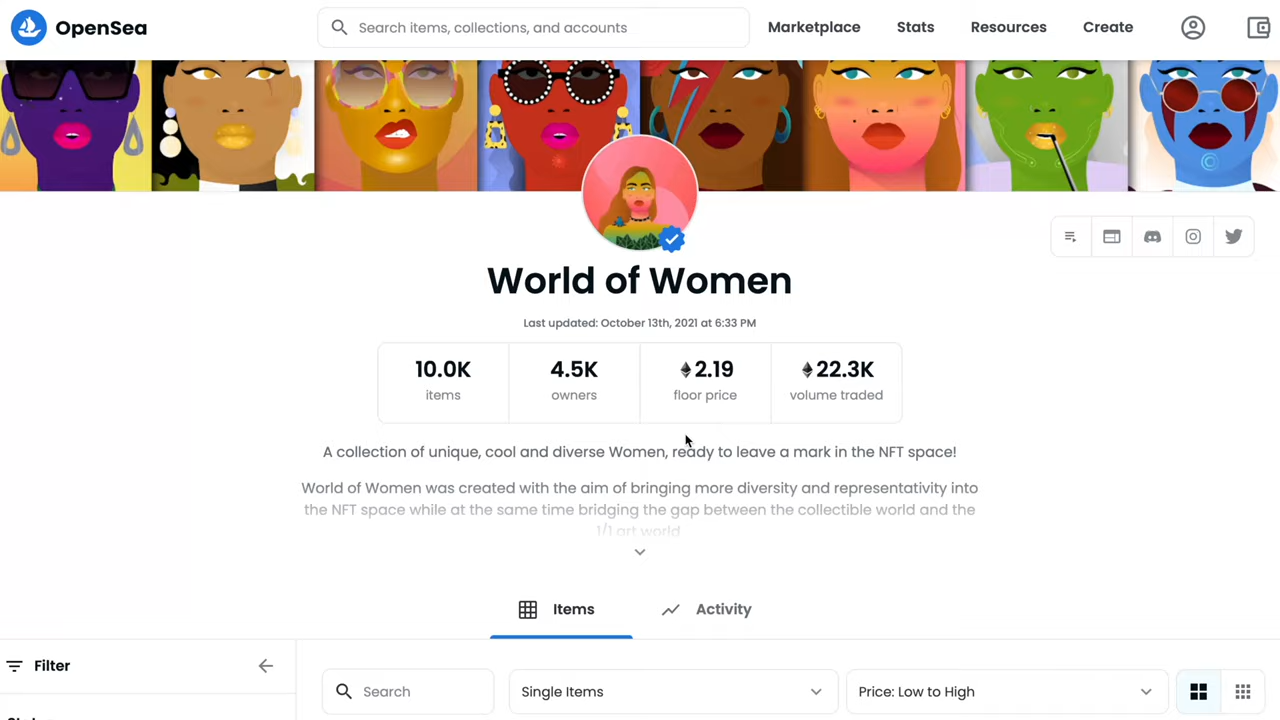 OpenSea
Search items, collections, and accounts
Marketplace
Stats
Resources
Create
World of Women
Last updated: October 13th, 2021 at 6:33 PM
10.0K
items
4.5K
owners
2.19
floor price
22.3K
volume traded
A collection of unique, cool and diverse Women, ready to leave a mark in the NFT space!
World of Women was created with the aim of bringing more diversity and representativity into
the NFT space while at the same time bridging the gap between the collectible world and the
1/1 art world
Items
Activity
Filter
Search
Single Items
Price: Low to High